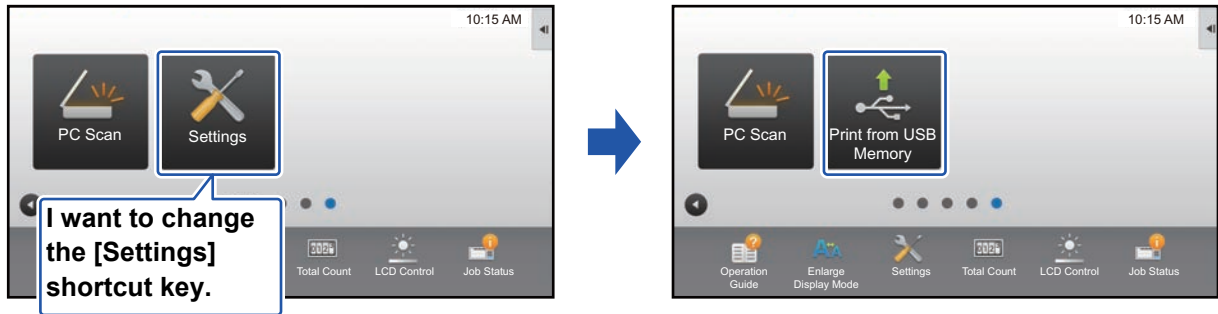 10:15 AM
PC Scan
Settings
I want to change
the [Settings]
shortcut key.
Total Count
LCD Control
Job Status
10:15 AM
PC Scan
Print from USB
Memory
Operation
Guide
Enlarge
Display Mode
Settings
Total Count
LCD Control
Job Status